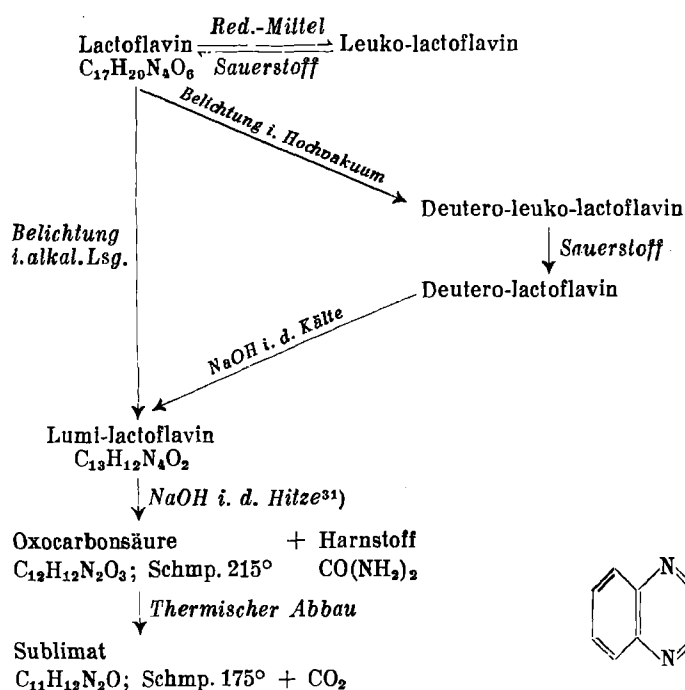 Red.-Mittel
Lactoflavin Leuko-lactoflavin
C₁₇H₂₀N₄O₆ Sauerstoff
Belichtung i. Hochvakuum
Deutero-leuko-lactoflavin
Belichtung
i. alkal. Lsg.
Sauerstoff
Deutero-lactoflavin
NaOH i. d. Kälte
Lumi-lactoflavin
C₁₃H₁₂N₄O₂
NaOH i. d. Hitze³¹)
Oxocarbonsäure + Harnstoff
C₁₂H₁₂N₂O₃; Schmp. 215° CO(NH₂)₂
Thermischer Abbau
Sublimat
C₁₁H₁₂N₂O; Schmp. 175° + CO₂
N
N